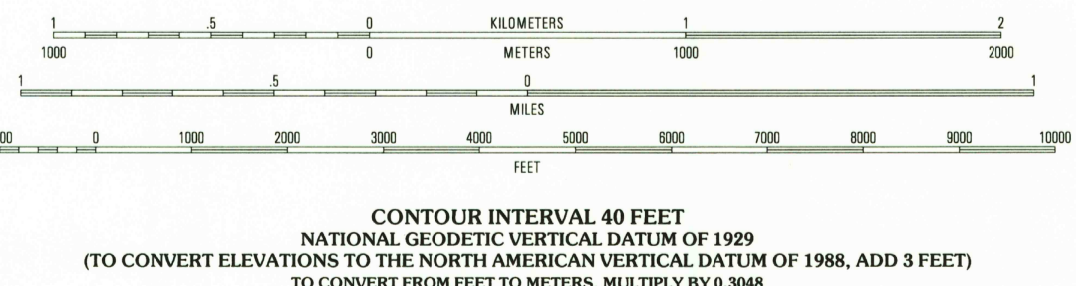 1 .5 0 KILOMETERS 1 2
1000 0 METERS 1000 2000
1 .5 0 1
MILES
00 0 1000 2000 3000 4000 5000 6000 7000 8000 9000 10000
FEET
CONTOUR INTERVAL 40 FEET
NATIONAL GEODETIC VERTICAL DATUM OF 1929
(TO CONVERT ELEVATIONS TO THE NORTH AMERICAN VERTICAL DATUM OF 1988, ADD 3 FEET)
TO CONVERT FROM FEET TO METERS, MULTIPLY BY 0.3048